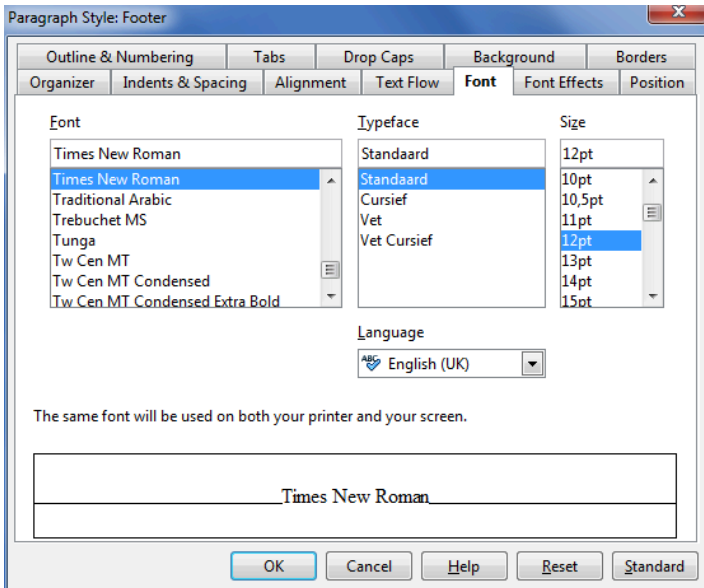 Paragraph Style: Footer
Outline & Numbering Tabs Drop Caps Background Borders
Organizer Indents & Spacing Alignment Text Flow Font Font Effects Position
Font Typeface Size
Times New Roman Standaard 12pt
Times New Roman Standaard 10pt
Traditional Arabic Cursief 10,5pt
Trebuchet MS Vet 11pt
Tunga Vet Cursief 12pt
Tw Cen MT 13pt
Tw Cen MT Condensed 14pt
Tw Cen MT Condensed Extra Bold 15pt
Language
ABC English (UK)
The same font will be used on both your printer and your screen.
Times New Roman
OK Cancel Help Reset Standard